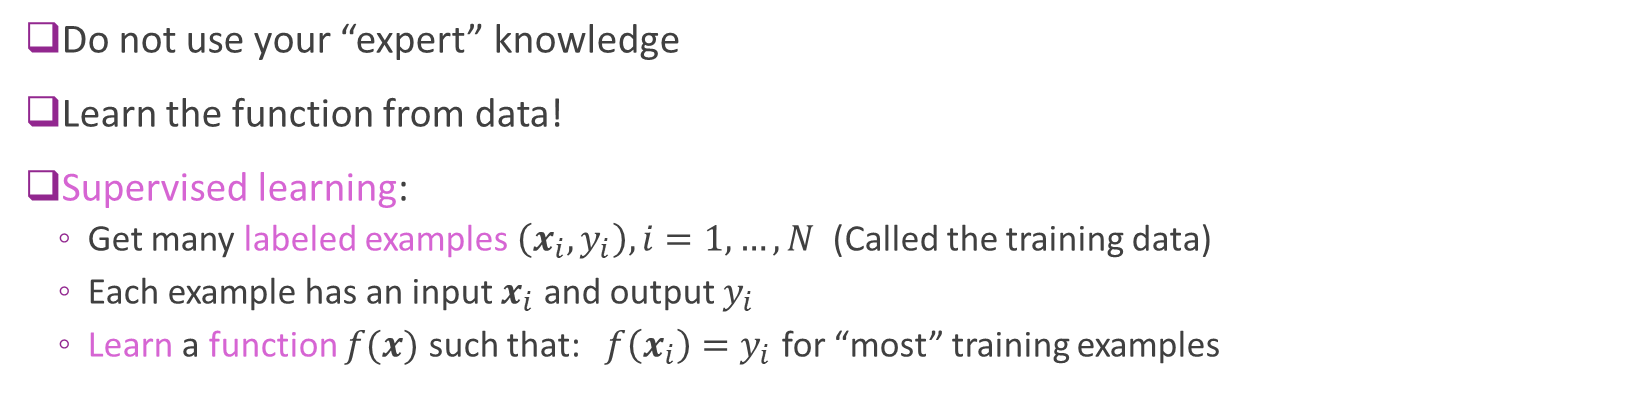 ❑Do not use your “expert” knowledge
❑Learn the function from data!
❑Supervised learning:
◦ Get many labeled examples (𝒙ᵢ, 𝑦ᵢ), 𝑖 = 1, … , 𝑁 (Called the training data)
◦ Each example has an input 𝒙ᵢ and output 𝑦ᵢ
◦ Learn a function 𝑓(𝒙) such that: 𝑓(𝒙ᵢ) = 𝑦ᵢ for “most” training examples